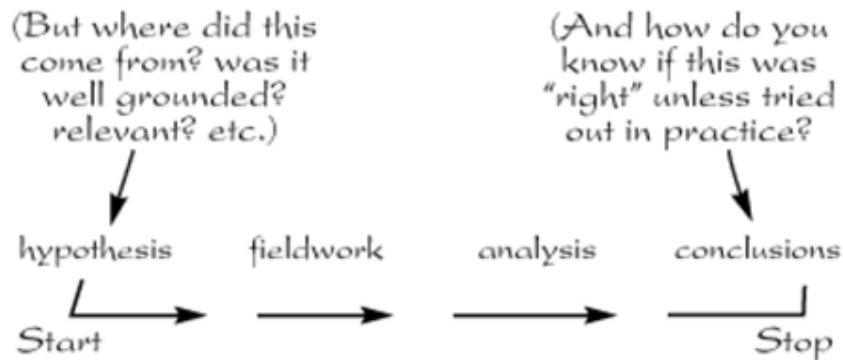 (But where did this
come from? was it
well grounded?
relevant? etc.)
(And how do you
know if this was
“right” unless tried
out in practice?
hypothesis fieldwork analysis conclusions
Start Stop